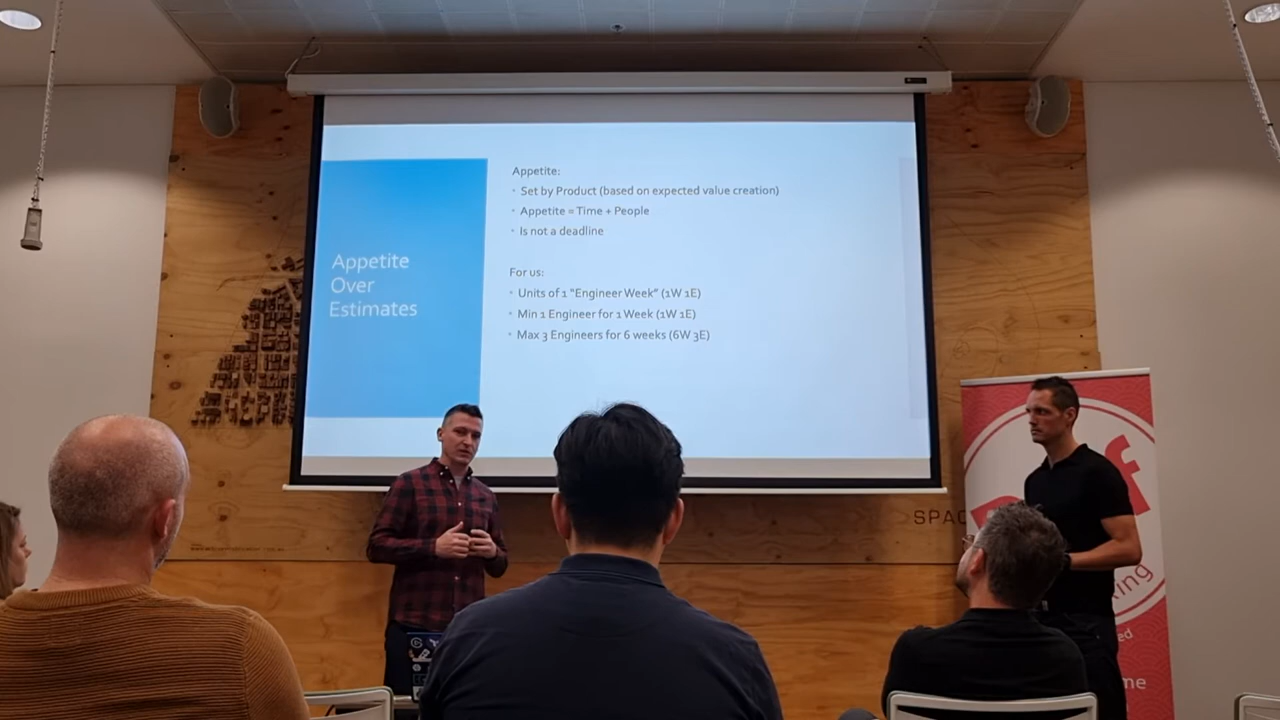 Appetite
Over
Estimates
Appetite:
Set by Product (based on expected value creation)
Appetite = Time + People
Is not a deadline
For us:
Units of 1 "Engineer Week" (1W 1E)
Min 1 Engineer for 1 Week (1W 1E)
Max 3 Engineers for 6 weeks (6W 3E)